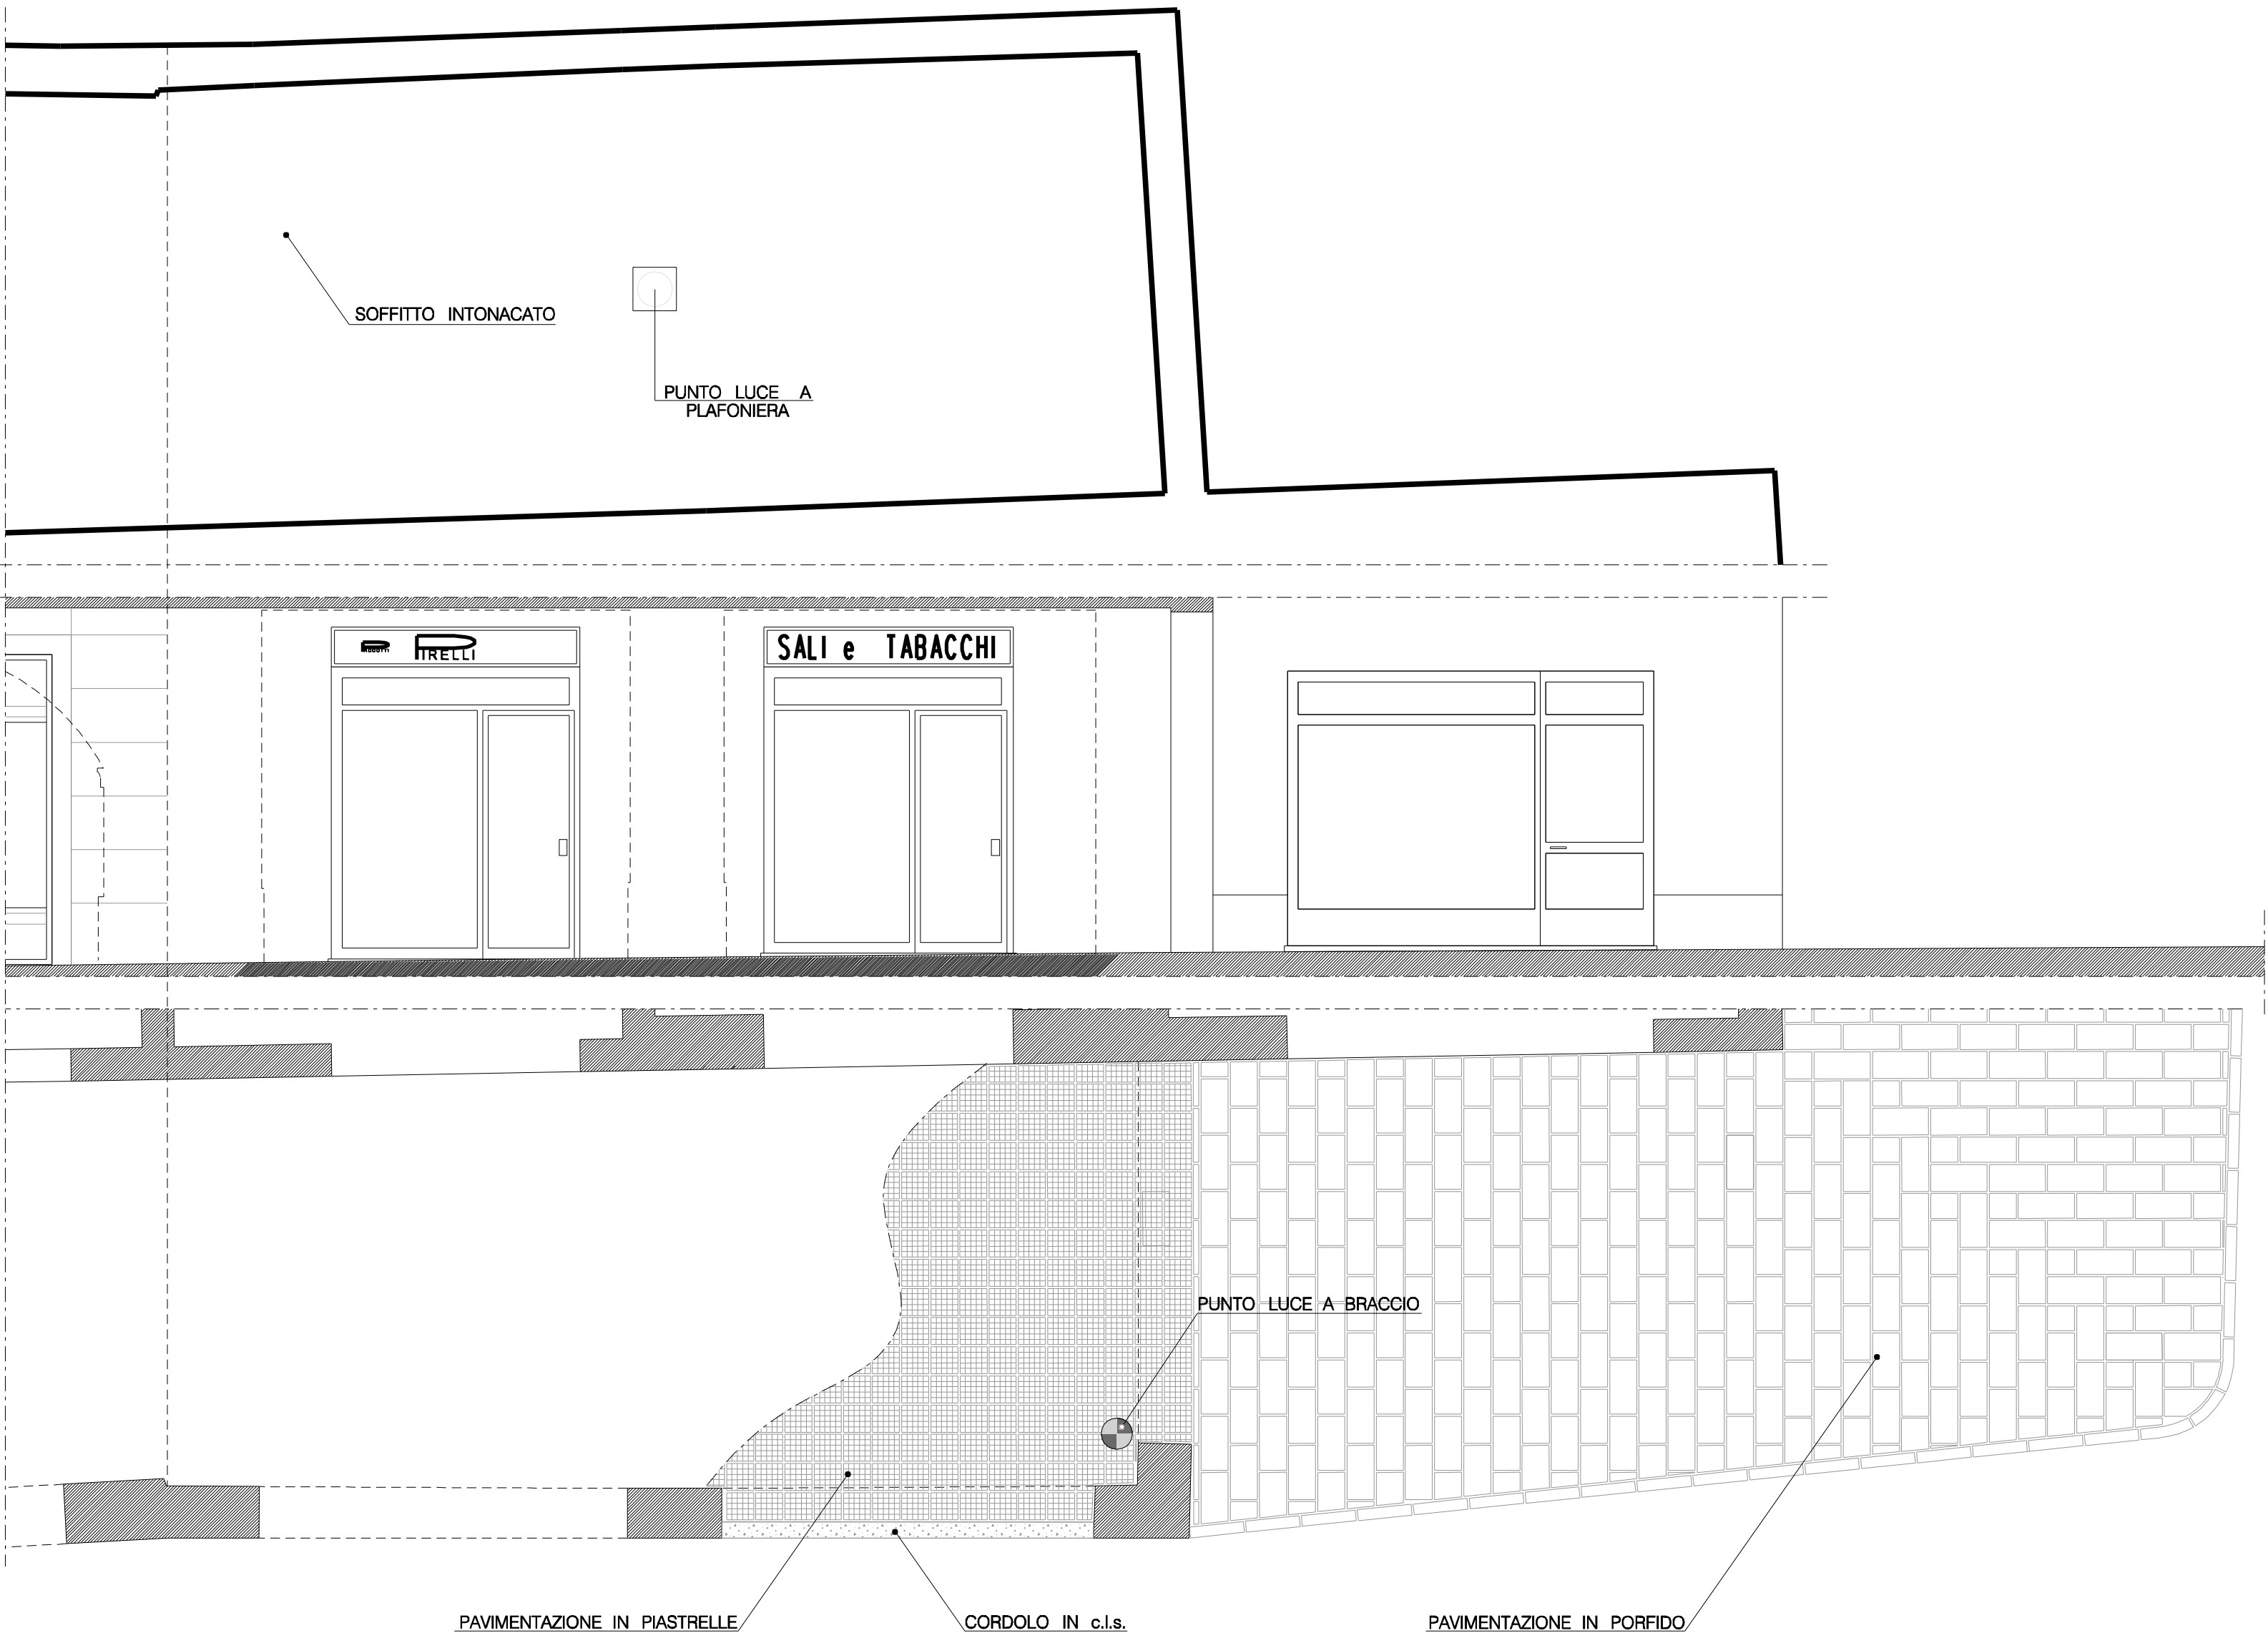 SOFFITTO INTONACATO
PUNTO LUCE A
PLAFONIERA
PRODOTTI PIRELLI
SALI e TABACCHI
PUNTO LUCE A BRACCIO
PAVIMENTAZIONE IN PIASTRELLE
CORDOLO IN c.l.s.
PAVIMENTAZIONE IN PORFIDO